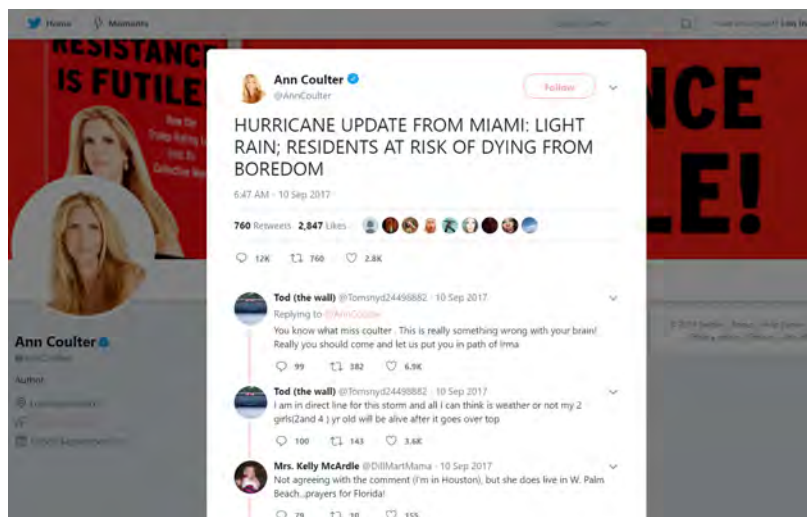 Home Moments
RESISTANCE
IS FUTILE
How the
ANCE
LE!
Ann Coulter
@AnnCoulter
Follow
HURRICANE UPDATE FROM MIAMI: LIGHT
RAIN; RESIDENTS AT RISK OF DYING FROM
BOREDOM
6:47 AM - 10 Sep 2017
760 Retweets 2,847 Likes
12K 760 2.8K
Tod (the wall) @Tomsnyd24498882 · 10 Sep 2017
Replying to @AnnCoulter
You know what miss coulter . This is really something wrong with your brain!
Really you should come and let us put you in path of irma
99 382 6.9K
Tod (the wall) @Tomsnyd24498882 · 10 Sep 2017
I am in direct line for this storm and all i can think is weather or not my 2
girls(2and 4 ) yr old will be alive after it goes over top
100 143 3.6K
Mrs. Kelly McArdle @DillMartMama · 10 Sep 2017
Not agreeing with the comment (I'm in Houston), but she does live in W. Palm
Beach...prayers for Florida!
79 30 355
Ann Coulter
@AnnCoulter
Author